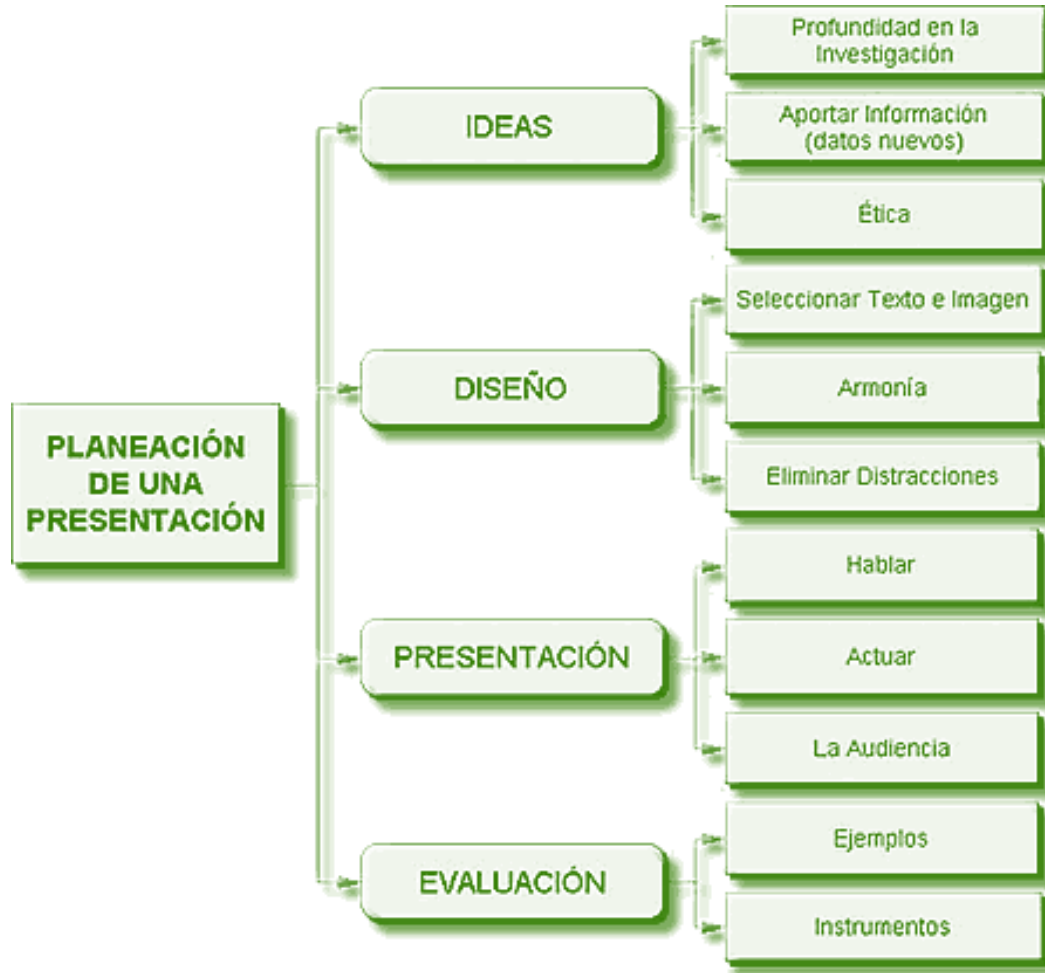 PLANEACIÓN
DE UNA
PRESENTACIÓN
IDEAS
Profundidad en la
Investigación
Aportar Información
(datos nuevos)
Ética
DISEÑO
Seleccionar Texto e Imagen
Armonía
Eliminar Distracciones
PRESENTACIÓN
Hablar
Actuar
La Audiencia
EVALUACIÓN
Ejemplos
Instrumentos